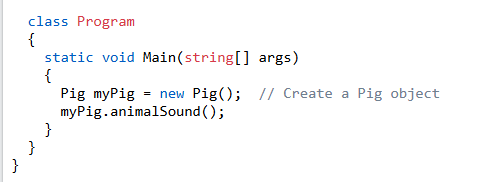 class Program
{
static void Main(string[] args)
{
Pig myPig = new Pig();  // Create a Pig object
myPig.animalSound();
}
}
}